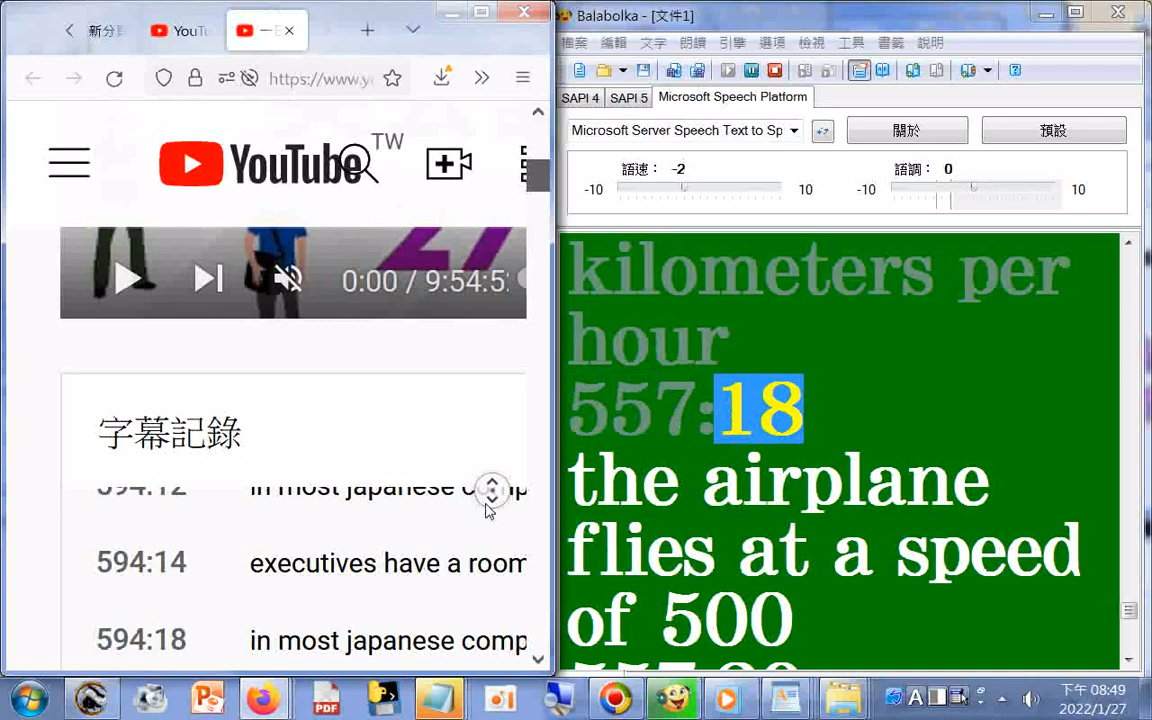 新分
YouTu
一 E
https://www.y
YouTube TW
27
0:00 / 9:54:5
字幕記錄
594:12 in most japanese comp
594:14 executives have a room
594:18 in most japanese comp
Balabolka - [文件1]
檔案 編輯 文字 朗讀 引擎 選項 檢視 工具 書籤 說明
SAPI 4 SAPI 5 Microsoft Speech Platform
Microsoft Server Speech Text to Sp 關於 預設
語速： -2 語調： 0
-10 10 -10 10
kilometers per
hour
557:18
the airplane
flies at a speed
of 500
PDF
A
下午 08:49
2022/1/27